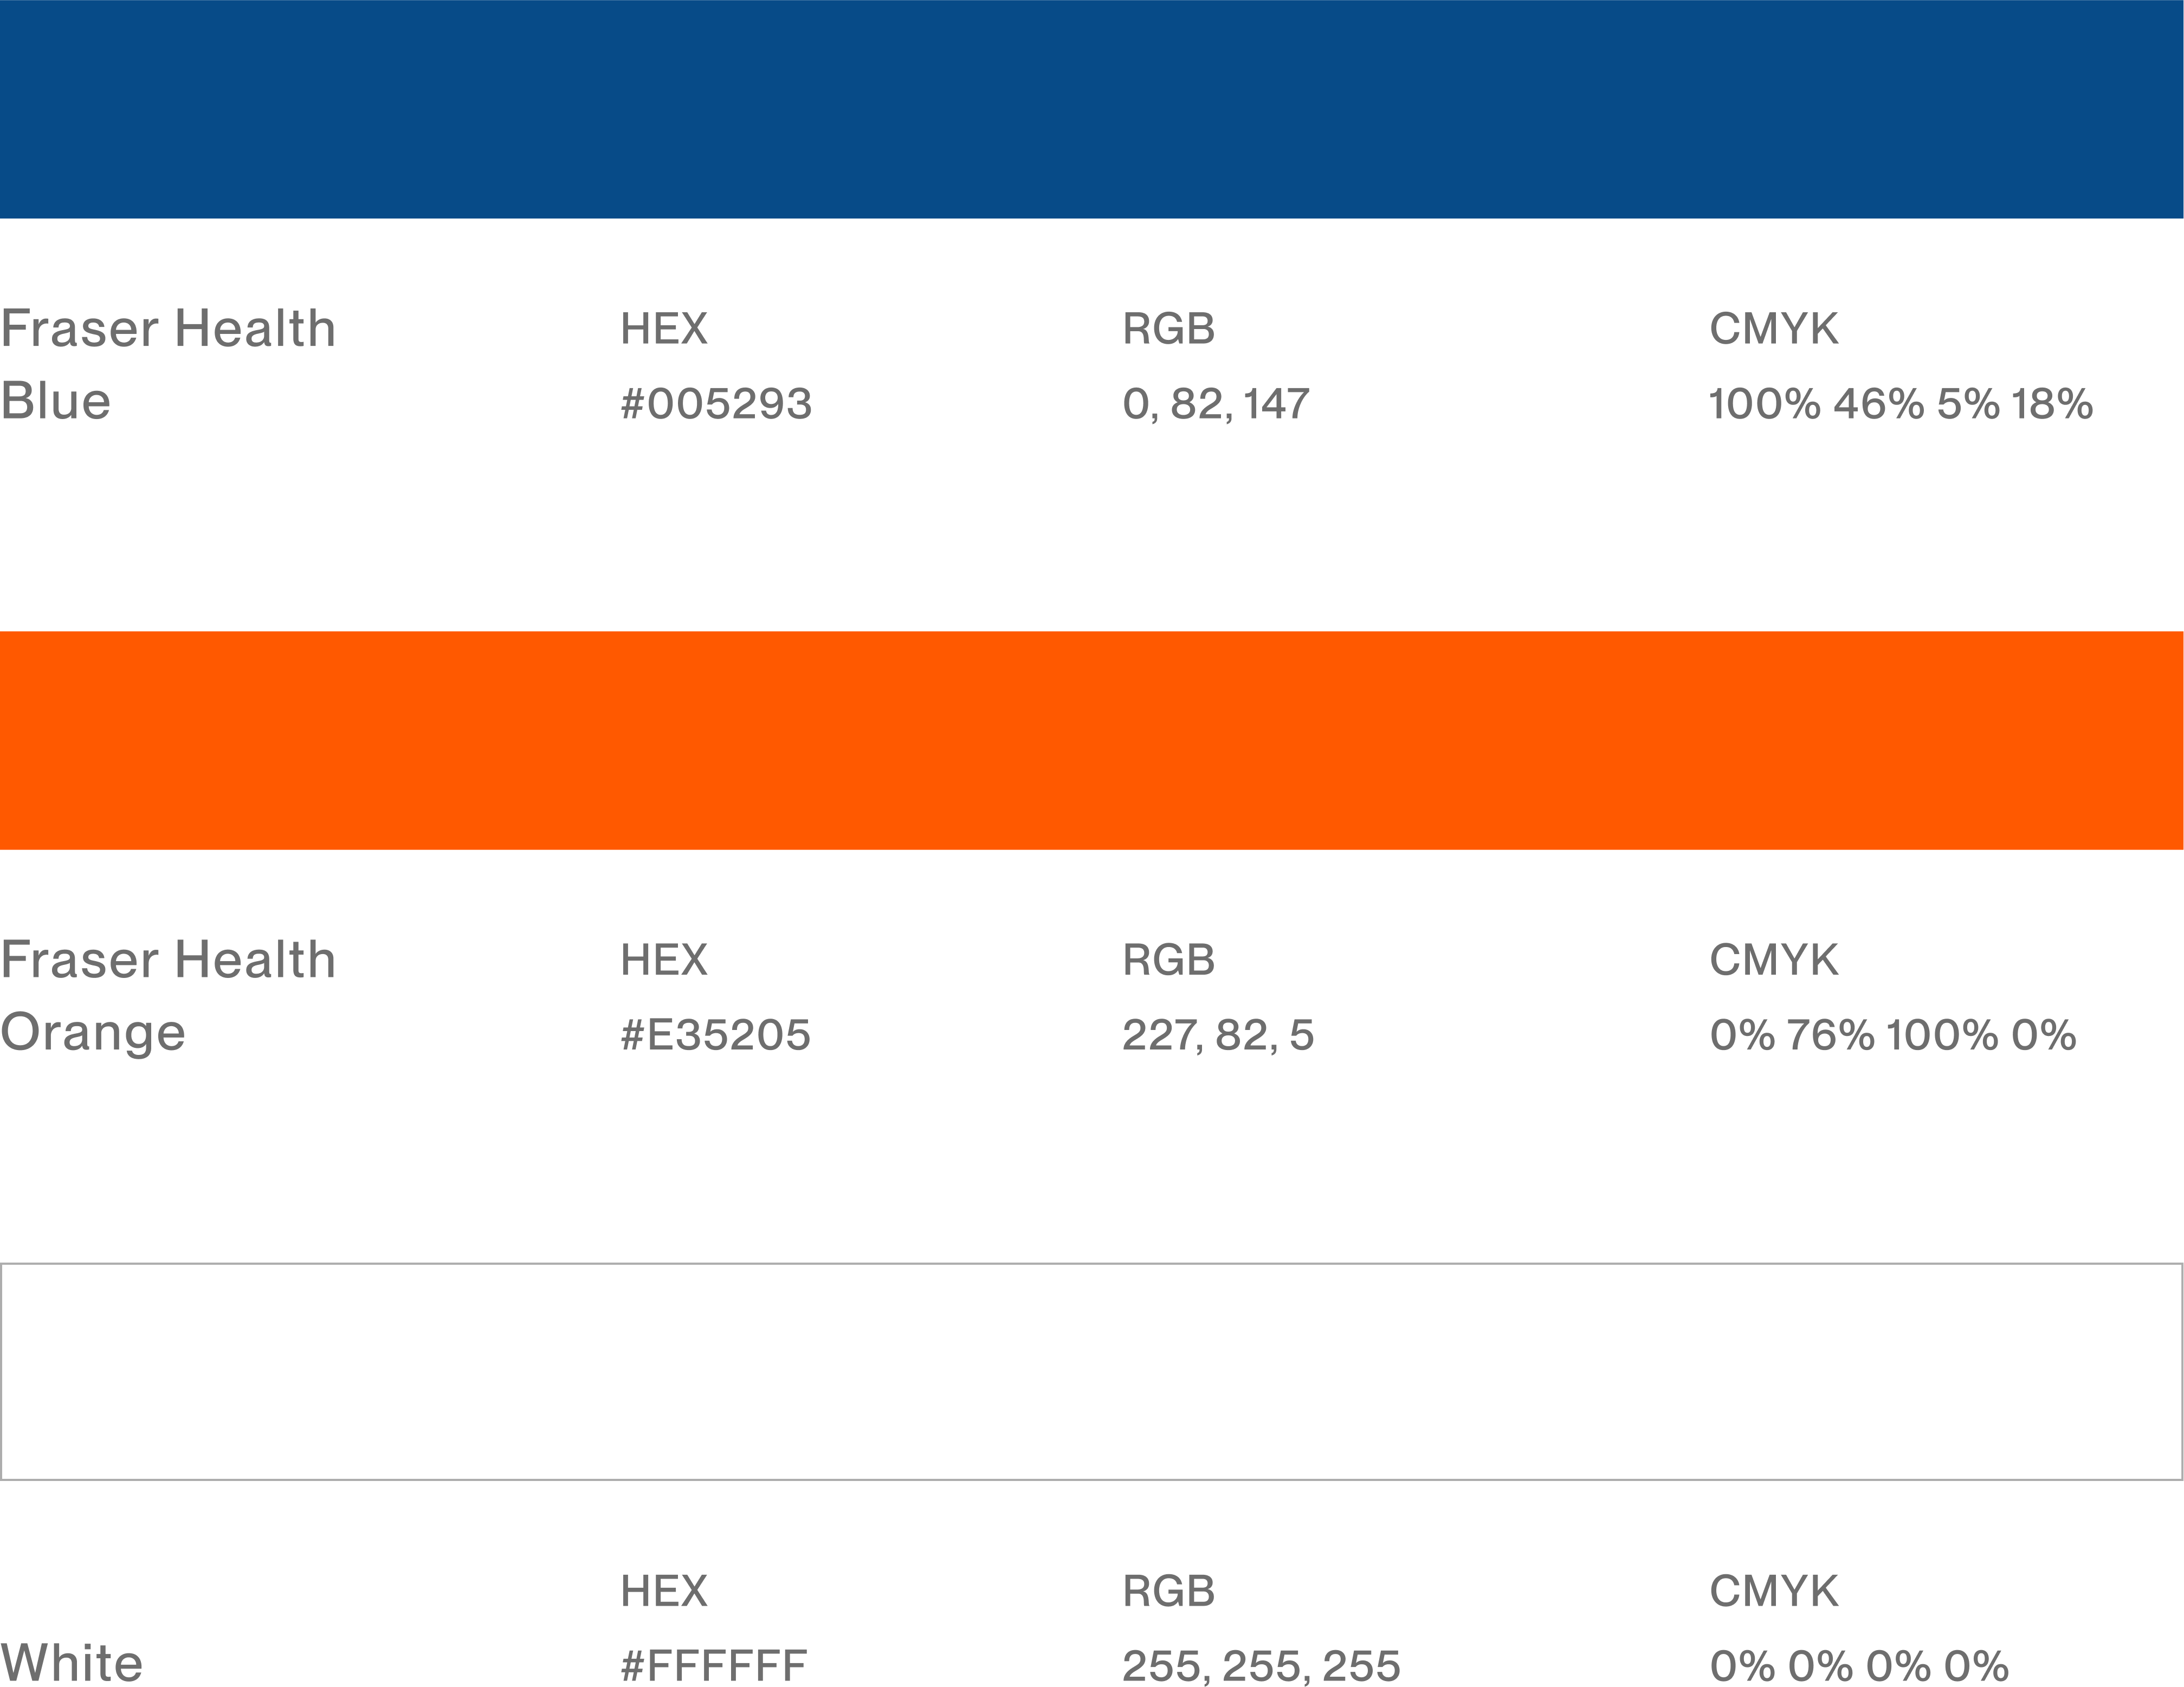 Fraser Health HEX RGB CMYK
Blue #005293 0, 82, 147 100% 46% 5% 18%
Fraser Health HEX RGB CMYK
Orange #E35205 227, 82, 5 0% 76% 100% 0%
HEX RGB CMYK
White #FFFFFF 255, 255, 255 0% 0% 0% 0%